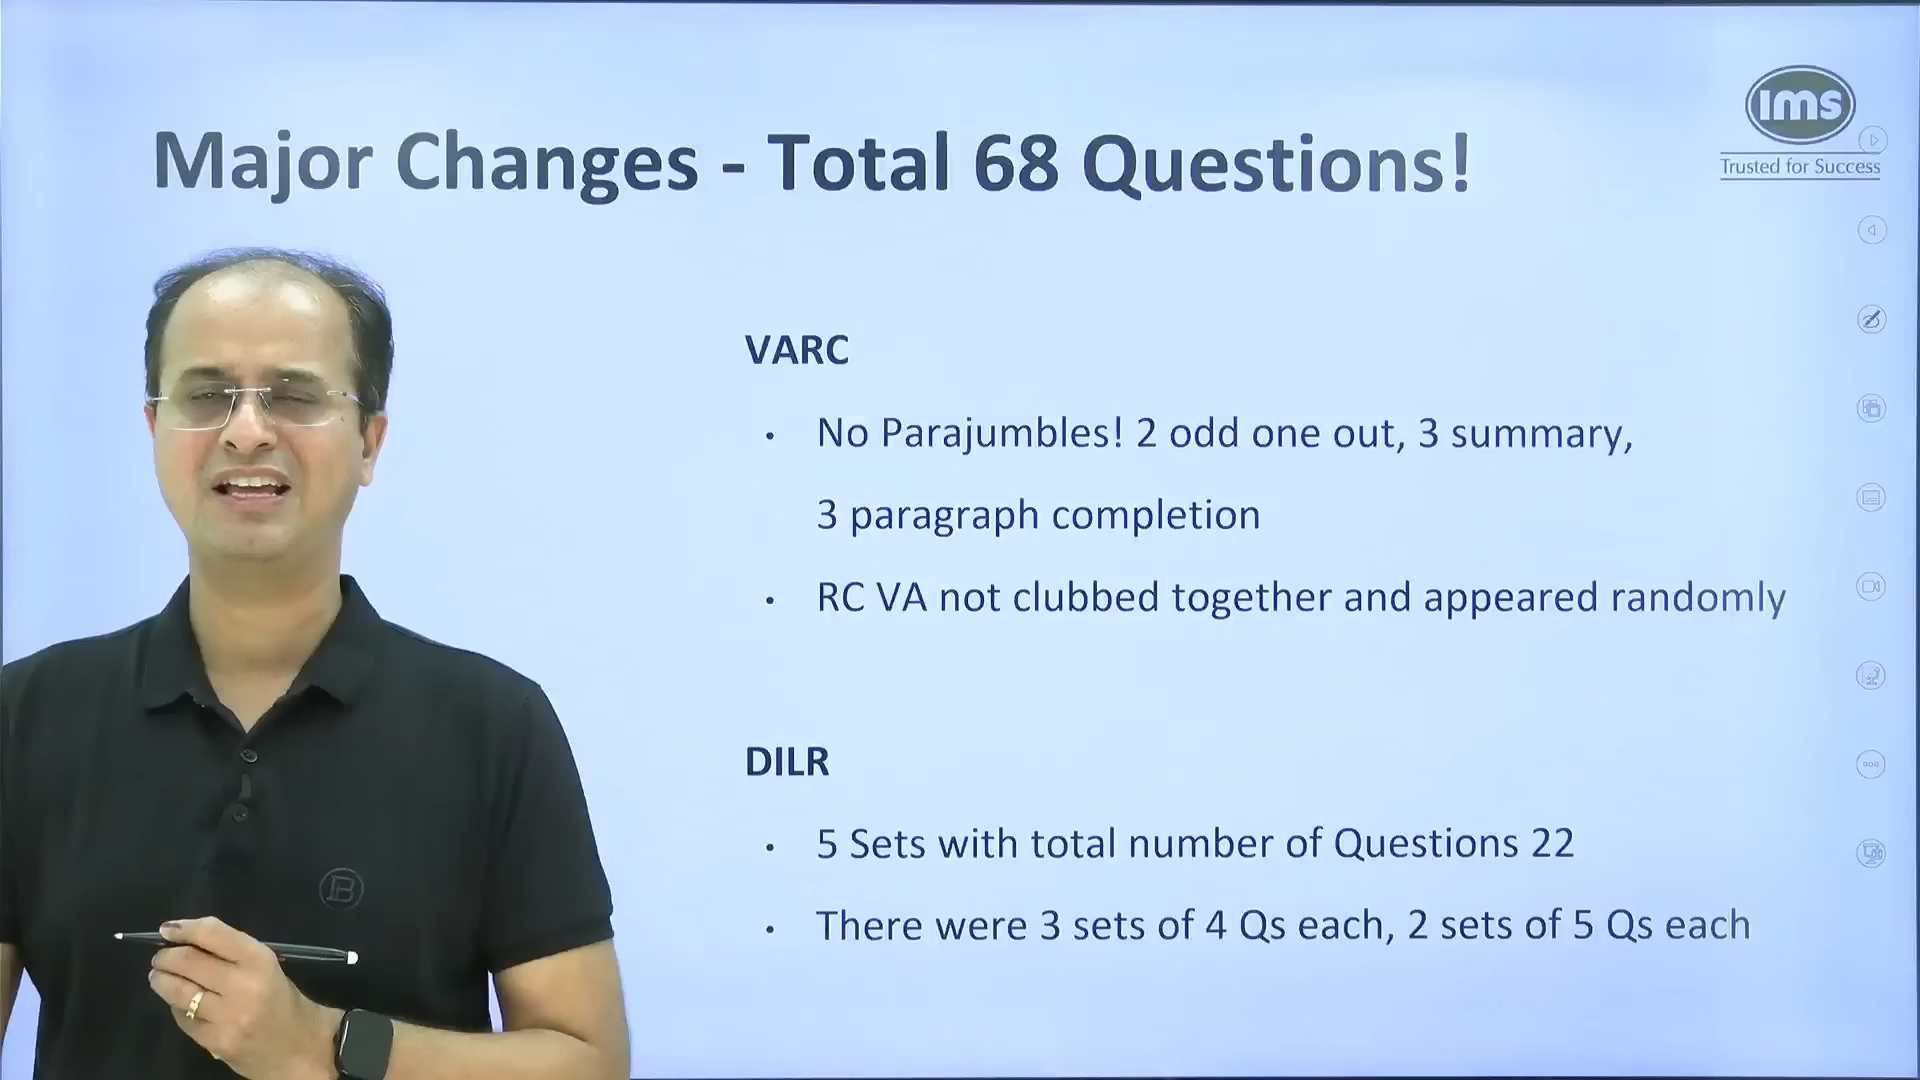 ims
Trusted for Success
Major Changes - Total 68 Questions!
VARC
• No Parajumbles! 2 odd one out, 3 summary,
3 paragraph completion
• RC VA not clubbed together and appeared randomly
DILR
• 5 Sets with total number of Questions 22
• There were 3 sets of 4 Qs each, 2 sets of 5 Qs each
B